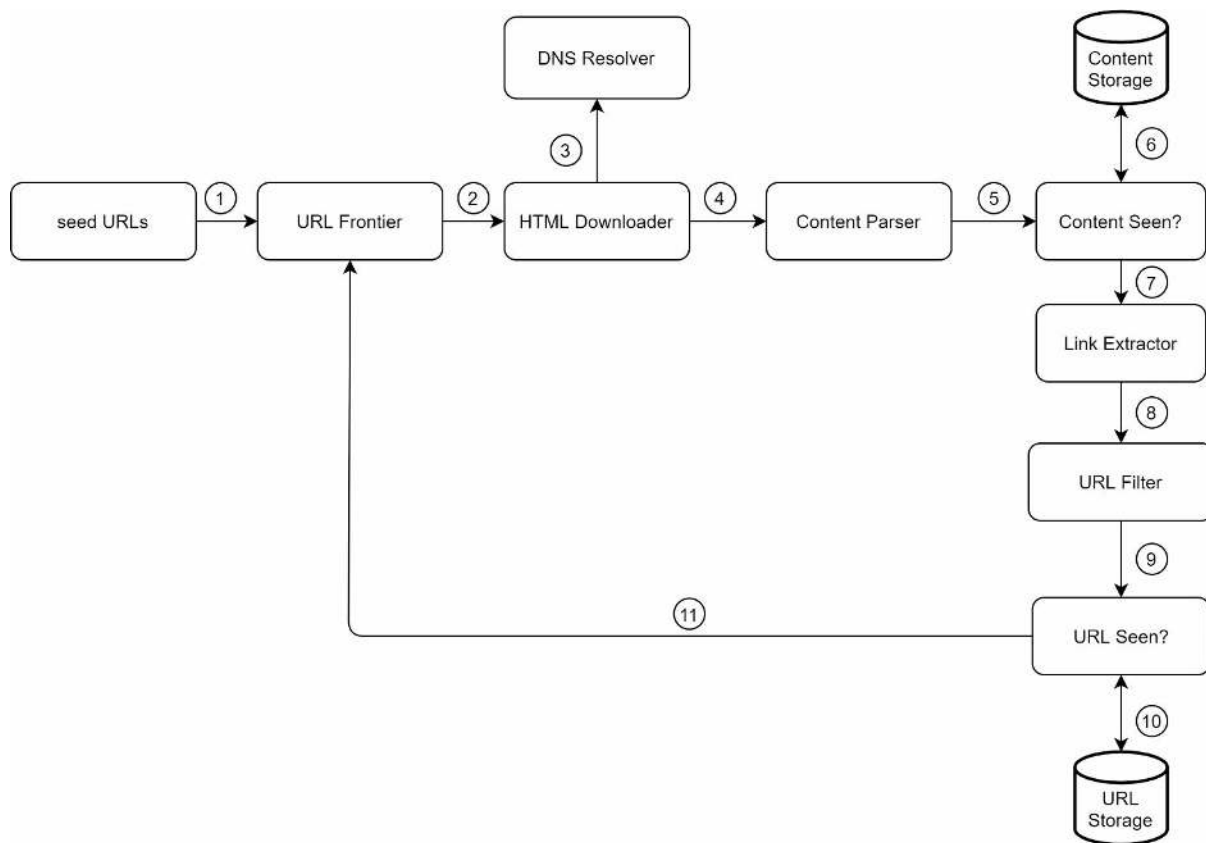 DNS Resolver
Content
Storage
3
6
1
2
4
5
seed URLs
URL Frontier
HTML Downloader
Content Parser
Content Seen?
7
Link Extractor
8
URL Filter
9
11
URL Seen?
10
URL
Storage